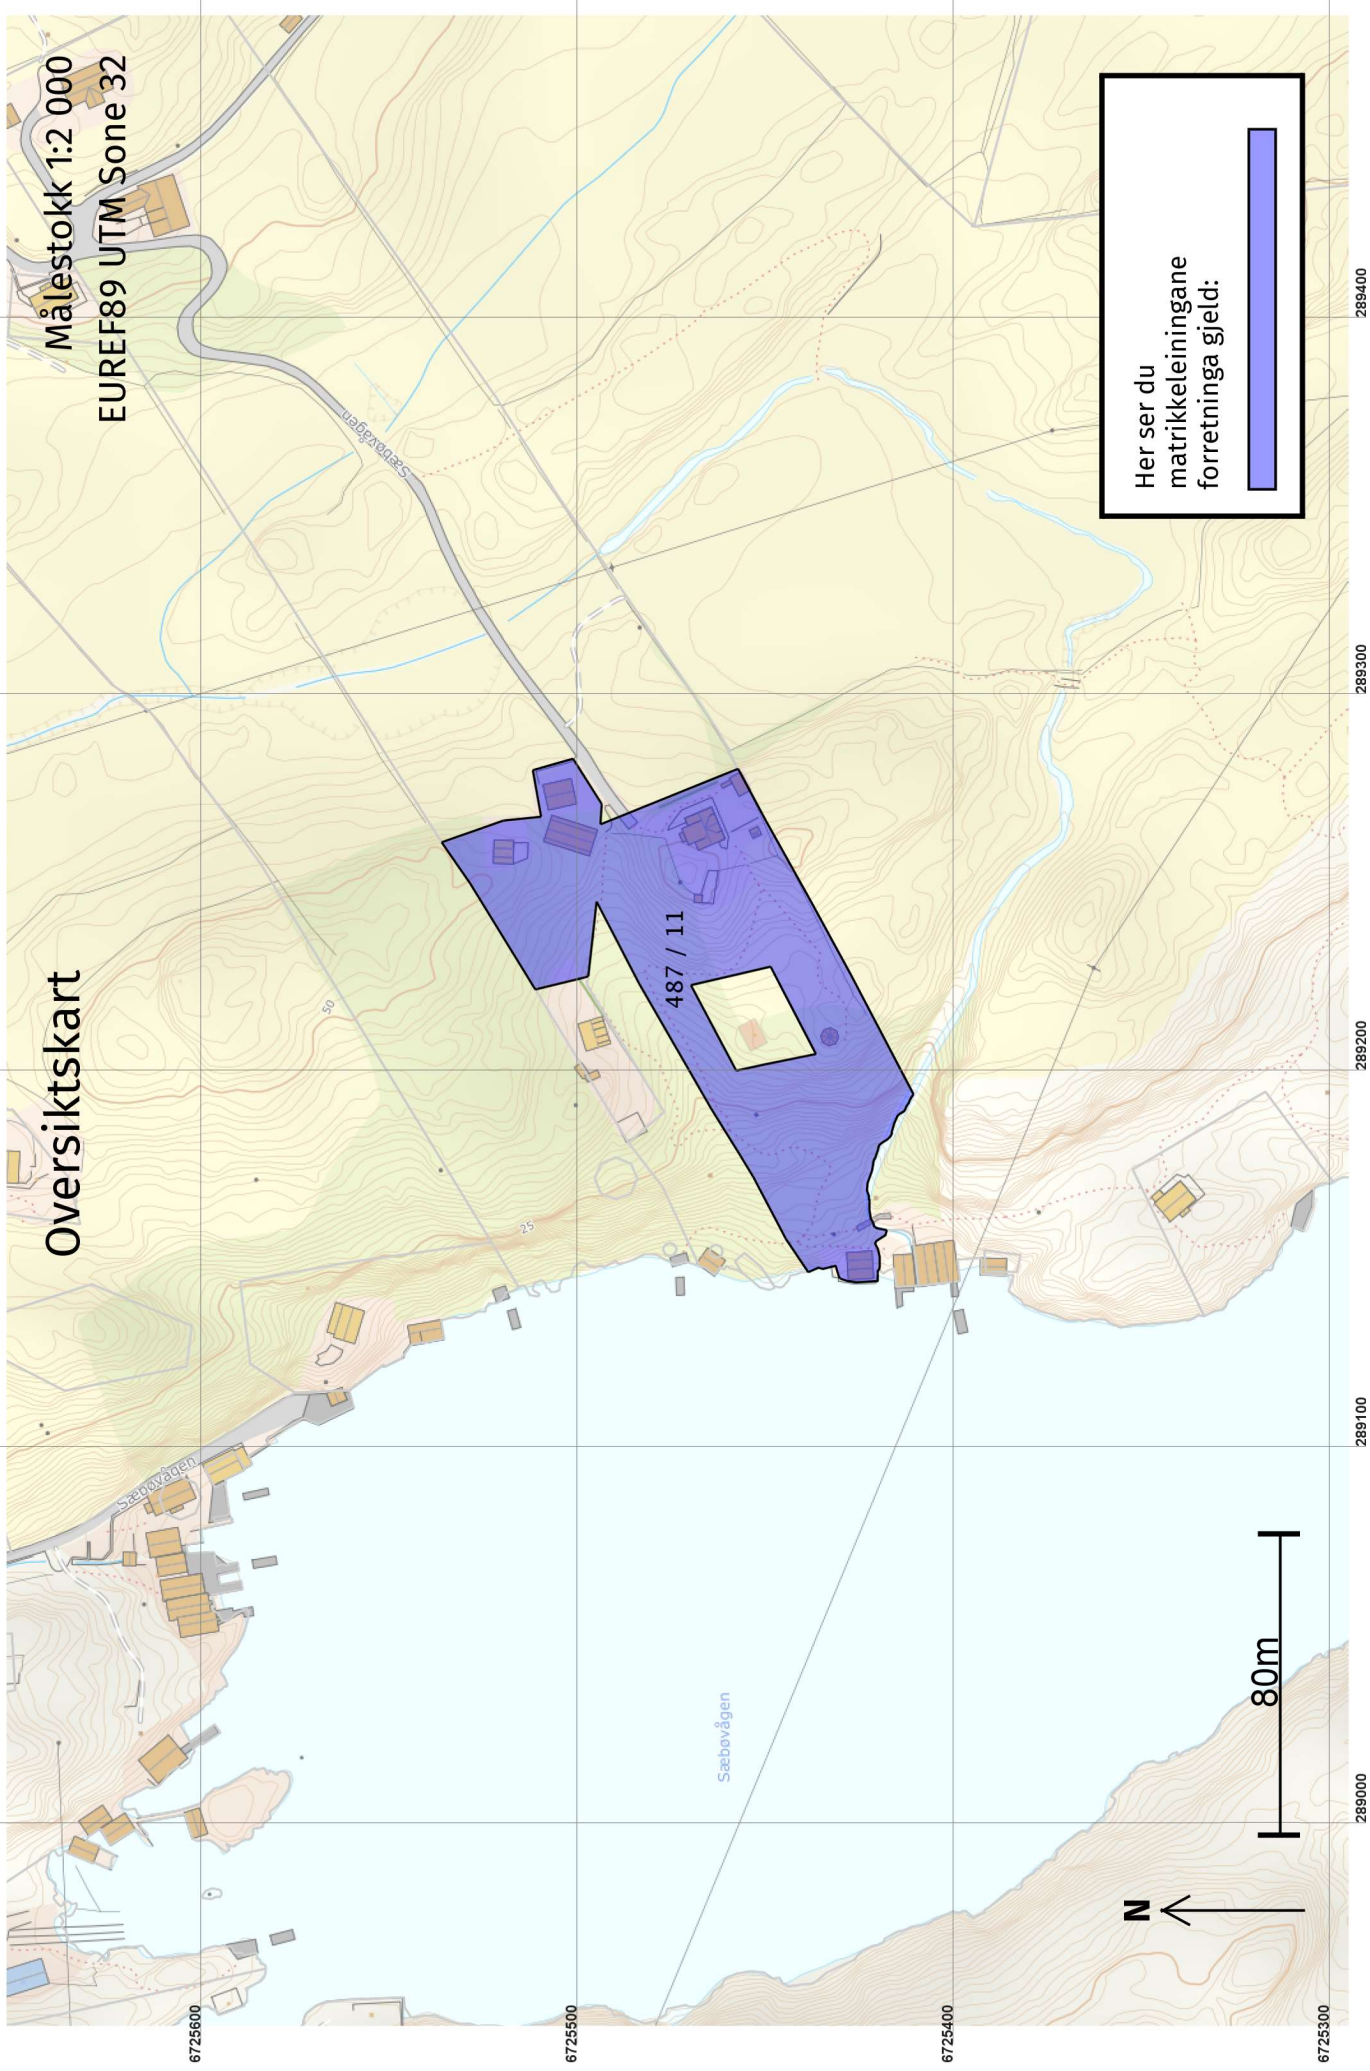 Oversiktskart
Målestokk 1:2 000
EUREF89 UTM Sone 32
Sæbøvågen
50
487 / 11
25
Sæbøvågen
Sæbøvågen
Her ser du
matrikkeleiningane
forretninga gjeld:
N
80m
6725600
6725500
6725400
6725300
289000
289100
289200
289300
289400